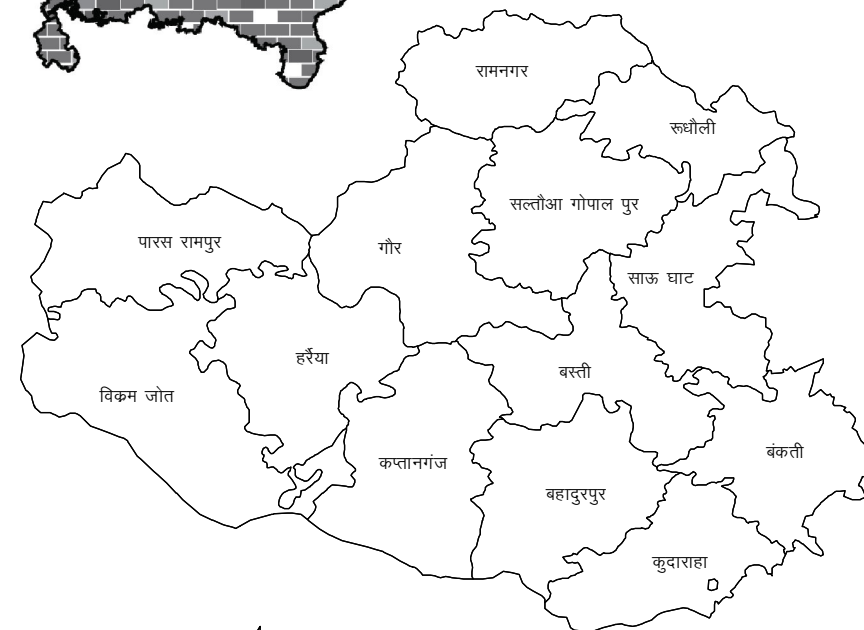 रामनगर
रूधौली
सल्तौआ गोपाल पुर
पारस रामपुर
गौर
साऊ घाट
हर्रैया
बस्ती
विक्रम जोत
बंकती
कप्तानगंज
बहादुरपुर
कुदाराहा